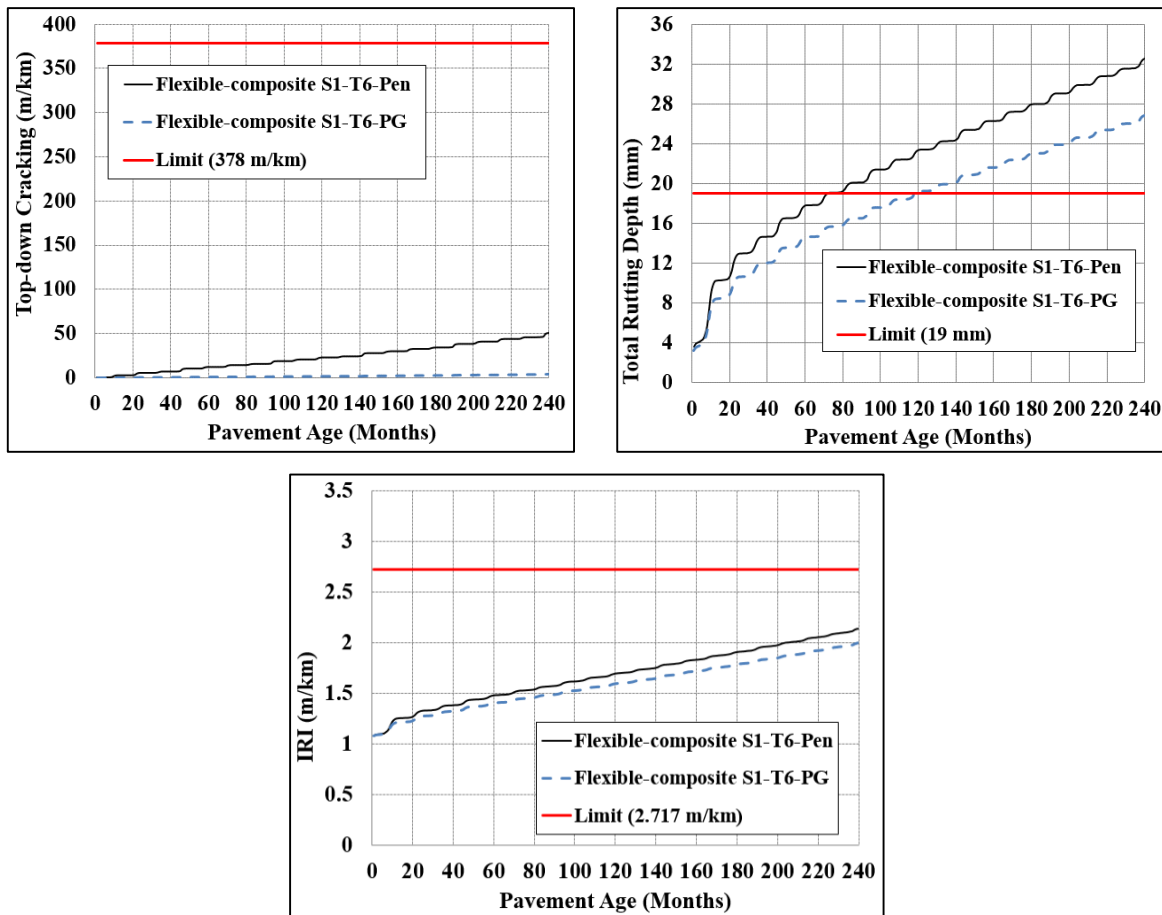 400
350
300
250
200
150
100
50
0
Top-down Cracking (m/km)
Flexible-composite S1-T6-Pen
Flexible-composite S1-T6-PG
Limit (378 m/km)
0 20 40 60 80 100 120 140 160 180 200 220 240
Pavement Age (Months)
36
32
28
24
20
16
12
8
4
0
Total Rutting Depth (mm)
Flexible-composite S1-T6-Pen
Flexible-composite S1-T6-PG
Limit (19 mm)
0 20 40 60 80 100 120 140 160 180 200 220 240
Pavement Age (Months)
3.5
3
2.5
2
1.5
1
0.5
0
IRI (m/km)
Flexible-composite S1-T6-Pen
Flexible-composite S1-T6-PG
Limit (2.717 m/km)
0 20 40 60 80 100 120 140 160 180 200 220 240
Pavement Age (Months)